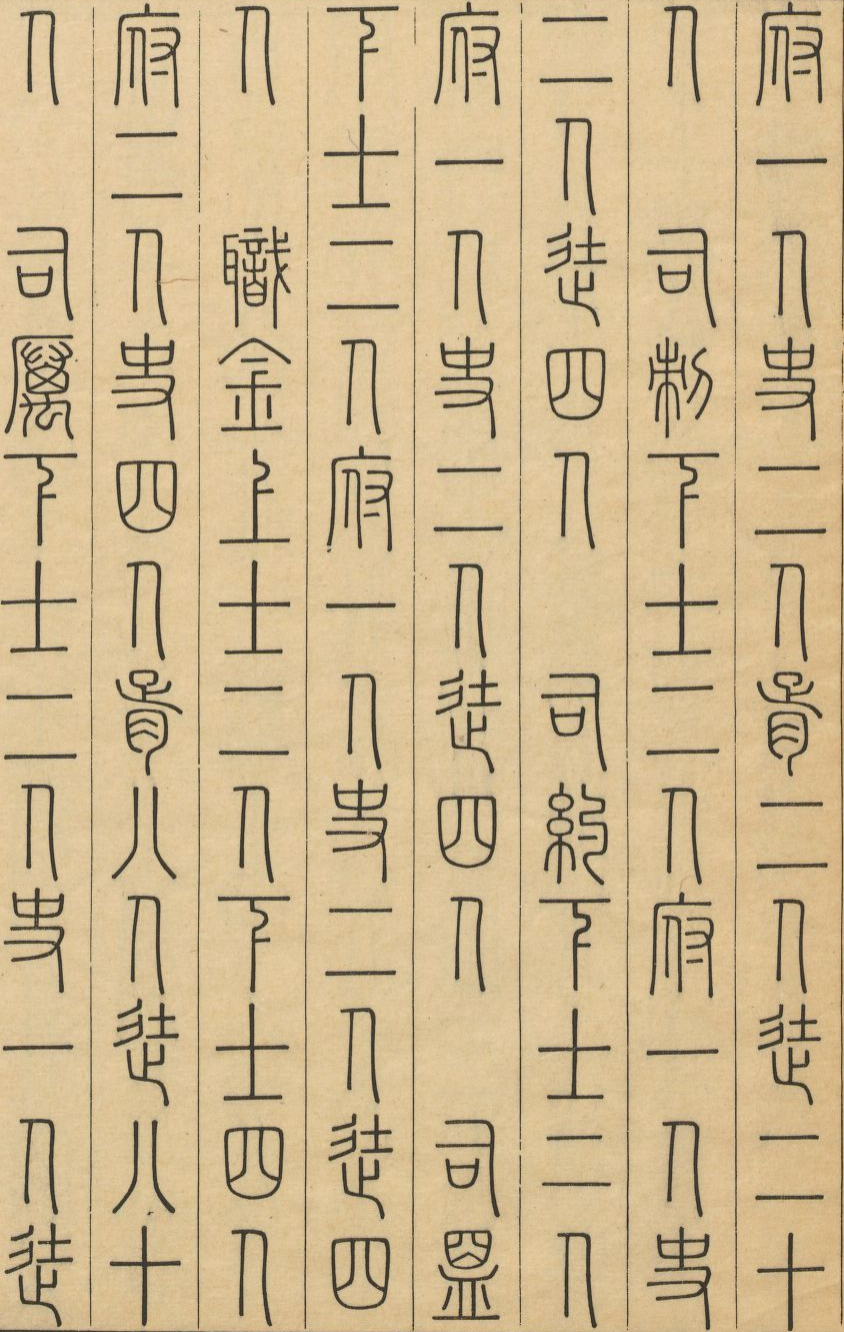 府一人史二人胥二人徒二十
人　司刺下士二人府一人史
二人徒四人　司約下士二人
府一人史二人徒四人　司盟
下士二人府一人史二人徒四
人　職金上士二人下士四人
府二人史四人胥八人徒八十
人　司厲下士二人史一人徒